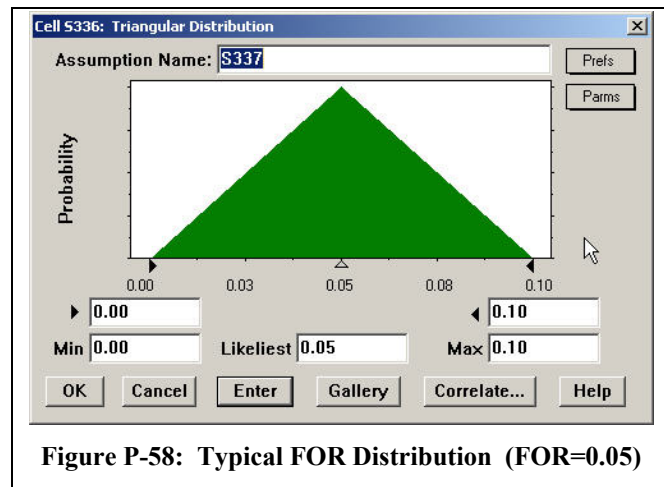 Cell S336: Triangular Distribution
Assumption Name: S337
Prefs
Parms
Probability
0.00 0.03 0.05 0.08 0.10
0.00 0.10
Min 0.00 Likeliest 0.05 Max 0.10
OK Cancel Enter Gallery Correlate... Help
Figure P-58: Typical FOR Distribution (FOR=0.05)